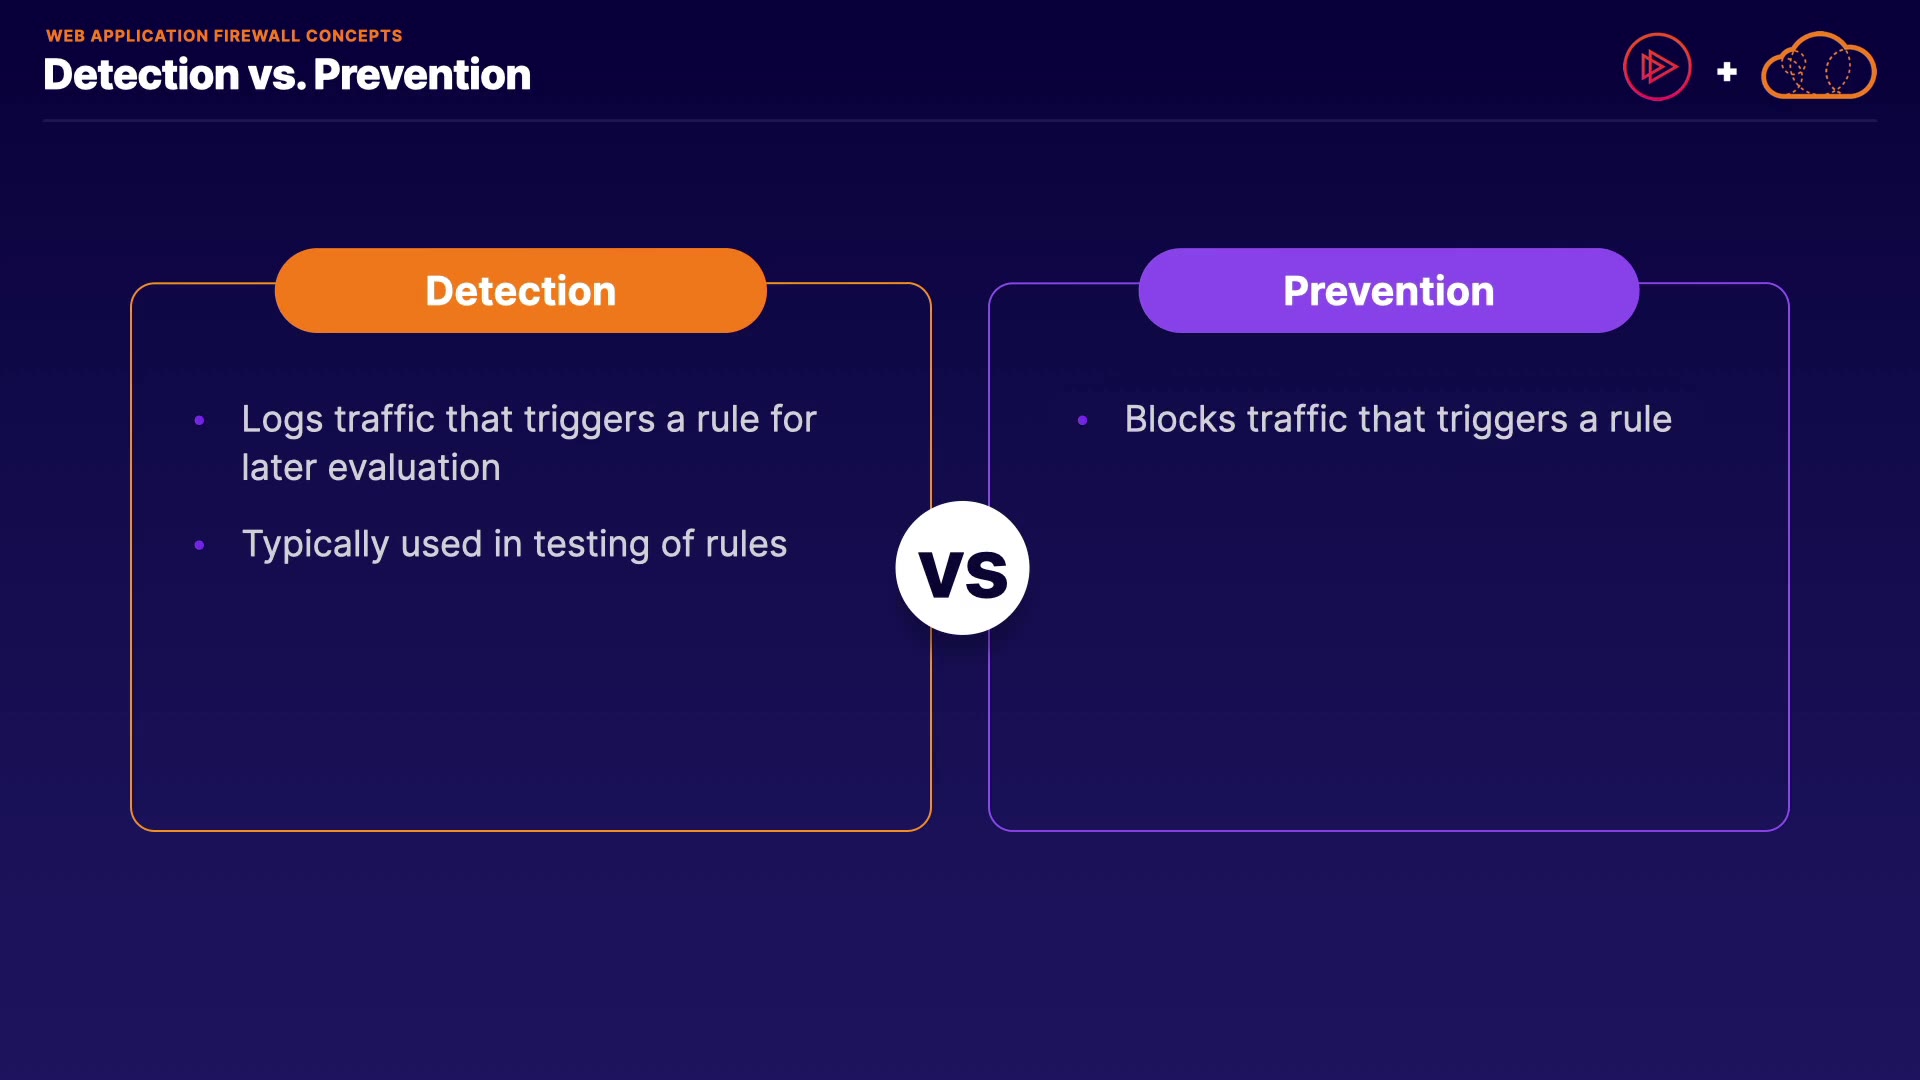 WEB APPLICATION FIREWALL CONCEPTS
Detection vs. Prevention
Detection
• Logs traffic that triggers a rule for
later evaluation
• Typically used in testing of rules
VS
Prevention
• Blocks traffic that triggers a rule